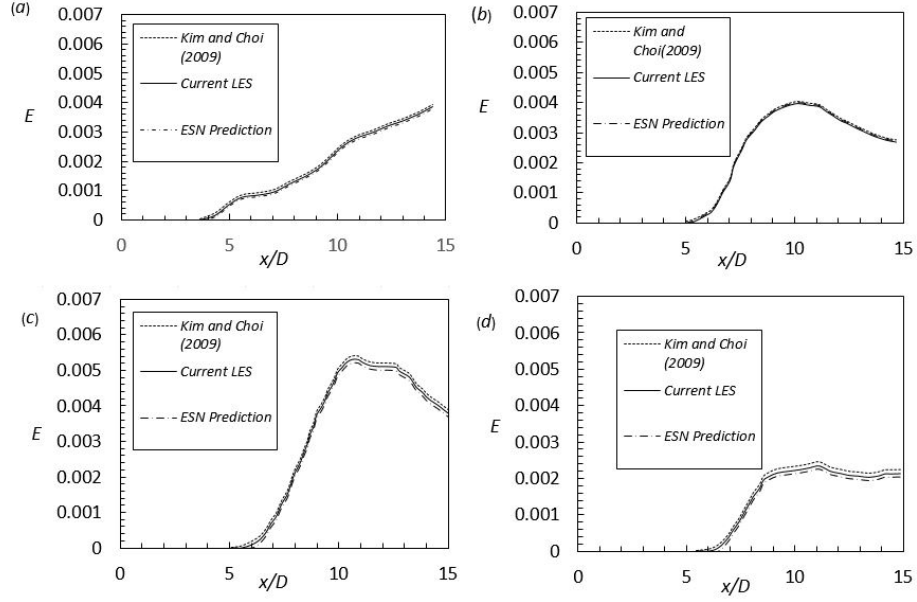 (a)
0.007
0.006
0.005
0.004
0.003
0.002
0.001
0
E
Kim and Choi
(2009)
Current LES
ESN Prediction
0 5 10 15
x/D
(b)
0.007
0.006
0.005
0.004
0.003
0.002
0.001
0
E
Kim and
Choi(2009)
Current LES
ESN Prediction
0 5 10 15
x/D
(c)
0.007
0.006
0.005
0.004
0.003
0.002
0.001
0
E
Kim and Choi
(2009)
Current LES
ESN Prediction
0 5 10 15
x/D
(d)
0.007
0.006
0.005
0.004
0.003
0.002
0.001
0
E
Kim and Choi
(2009)
Current LES
ESN Prediction
0 5 10 15
x/D